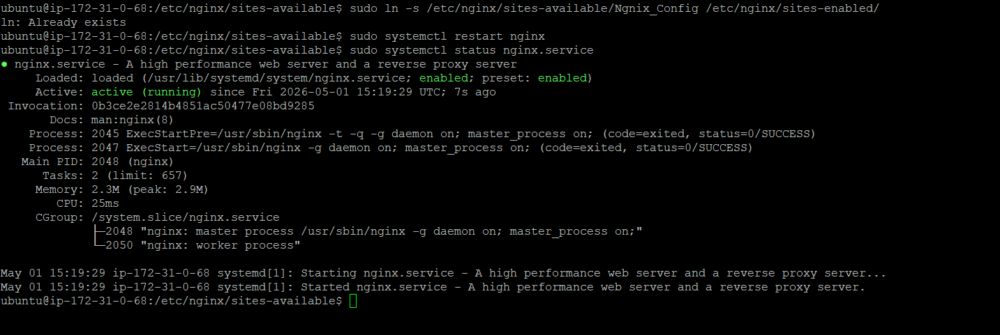 ubuntu@ip-172-31-0-68:/etc/nginx/sites-available$ sudo ln -s /etc/nginx/sites-available/Ngnix_Config /etc/nginx/sites-enabled/
ln: Already exists
ubuntu@ip-172-31-0-68:/etc/nginx/sites-available$ sudo systemctl restart nginx
ubuntu@ip-172-31-0-68:/etc/nginx/sites-available$ sudo systemctl status nginx.service
● nginx.service - A high performance web server and a reverse proxy server
     Loaded: loaded (/usr/lib/systemd/system/nginx.service; enabled; preset: enabled)
     Active: active (running) since Fri 2026-05-01 15:19:29 UTC; 7s ago
 Invocation: 0b3ce2e2814b4851ac50477e08bd9285
       Docs: man:nginx(8)
    Process: 2045 ExecStartPre=/usr/sbin/nginx -t -q -g daemon on; master_process on; (code=exited, status=0/SUCCESS)
    Process: 2047 ExecStart=/usr/sbin/nginx -g daemon on; master_process on; (code=exited, status=0/SUCCESS)
   Main PID: 2048 (nginx)
      Tasks: 2 (limit: 657)
     Memory: 2.3M (peak: 2.9M)
        CPU: 25ms
     CGroup: /system.slice/nginx.service
             ├─2048 "nginx: master process /usr/sbin/nginx -g daemon on; master_process on;"
             └─2050 "nginx: worker process"
May 01 15:19:29 ip-172-31-0-68 systemd[1]: Starting nginx.service - A high performance web server and a reverse proxy server...
May 01 15:19:29 ip-172-31-0-68 systemd[1]: Started nginx.service - A high performance web server and a reverse proxy server.
ubuntu@ip-172-31-0-68:/etc/nginx/sites-available$